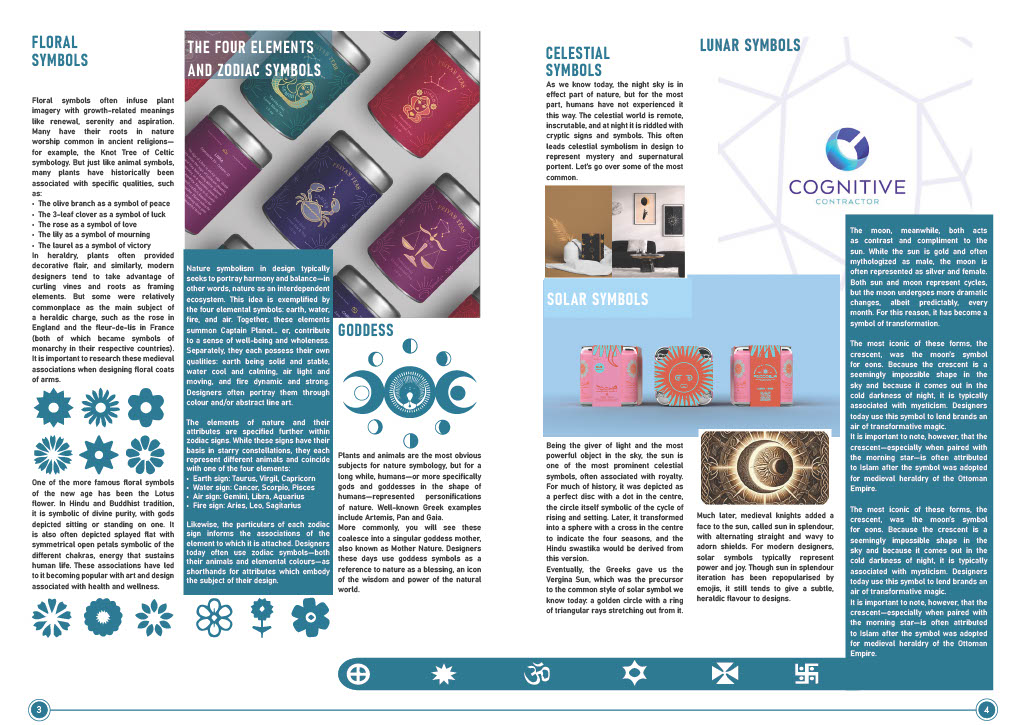 FLORAL
SYMBOLS
Floral symbols often infuse plant
imagery with growth-related meanings
like renewal, serenity and aspiration.
Many have their roots in nature
worship common in ancient religions—
for example, the Knot Tree of Celtic
symbology. But just like animal symbols,
many plants have historically been
associated with specific qualities, such
as:
• The olive branch as a symbol of peace
• The 3-leaf clover as a symbol of luck
• The rose as a symbol of love
• The lily as a symbol of mourning
• The laurel as a symbol of victory
In heraldry, plants often provided
decorative flair, and similarly, modern
designers tend to take advantage of
curling vines and roots as framing
elements. But some were relatively
commonplace as the main subject of
a heraldic charge, such as the rose in
England and the fleur-de-lis in France
(both of which became symbols of
monarchy in their respective countries).
It is important to research these medieval
associations when designing floral coats
of arms.
One of the more famous floral symbols
of the new age has been the Lotus
flower. In Hindu and Buddhist tradition,
it is symbolic of divine purity, with gods
depicted sitting or standing on one. It
is also often depicted splayed flat with
symmetrical open petals symbolic of the
different chakras, energy that sustains
human life. These associations have led
to it becoming popular with art and design
associated with health and wellness.
THE FOUR ELEMENTS
AND ZODIAC SYMBOLS
Nature symbolism in design typically
seeks to portray harmony and balance—in
other words, nature as an interdependent
ecosystem. This idea is exemplified by
the four elemental symbols: earth, water,
fire, and air. Together, these elements
summon Captain Planet… er, contribute
to a sense of well-being and wholeness.
Separately, they each possess their own
qualities: earth being solid and stable,
water cool and calming, air light and
moving, and fire dynamic and strong.
Designers often portray them through
colour and/or abstract line art.
The elements of nature and their
attributes are specified further within
zodiac signs. While these signs have their
basis in starry constellations, they each
represent different animals and coincide
with one of the four elements:
• Earth sign: Taurus, Virgil, Capricorn
• Water sign: Cancer, Scorpio, Pisces
• Air sign: Gemini, Libra, Aquarius
• Fire sign: Aries, Leo, Sagitarius
Likewise, the particulars of each zodiac
sign informs the associations of the
element to which it is attached. Designers
today often use zodiac symbols—both
their animals and elemental colours—as
shorthands for attributes which embody
the subject of their design.
GODDESS
Plants and animals are the most obvious
subjects for nature symbology, but for a
long while, humans—or more specifically
gods and goddesses in the shape of
humans—represented personifications
of nature. Well-known Greek examples
include Artemis, Pan and Gaia.
More commonly, you will see these
coalesce into a singular goddess mother,
also known as Mother Nature. Designers
these days use goddess symbols as a
reference to nature as a blessing, an icon
of the wisdom and power of the natural
world.
3
CELESTIAL
SYMBOLS
As we know today, the night sky is in
effect part of nature, but for the most
part, humans have not experienced it
this way. The celestial world is remote,
inscrutable, and at night it is riddled with
cryptic signs and symbols. This often
leads celestial symbolism in design to
represent mystery and supernatural
portent. Let's go over some of the most
common.
SOLAR SYMBOLS
Being the giver of light and the most
powerful object in the sky, the sun is
one of the most prominent celestial
symbols, often associated with royalty.
For much of history, it was depicted as
a perfect disc with a dot in the centre,
the circle itself symbolic of the cycle of
rising and setting. Later, it transformed
into a sphere with a cross in the centre
to indicate the four seasons, and the
Hindu swastika would be derived from
this version.
Eventually, the Greeks gave us the
Vergina Sun, which was the precursor
to the common style of solar symbol we
know today: a golden circle with a ring
of triangular rays stretching out from it.
Much later, medieval knights added a
face to the sun, called sun in splendour,
with alternating straight and wavy to
adorn shields. For modern designers,
solar symbols typically represent
power and joy. Though sun in splendour
iteration has been repopularised by
emojis, it still tends to give a subtle,
heraldic flavour to designs.
LUNAR SYMBOLS
COGNITIVE
CONTRACTOR
The moon, meanwhile, both acts
as contrast and compliment to the
sun. While the sun is gold and often
mythologized as male, the moon is
often represented as silver and female.
Both sun and moon represent cycles,
but the moon undergoes more dramatic
changes, albeit predictably, every
month. For this reason, it has become a
symbol of transformation.
The most iconic of these forms, the
crescent, was the moon's symbol
for eons. Because the crescent is a
seemingly impossible shape in the
sky and because it comes out in the
cold darkness of night, it is typically
associated with mysticism. Designers
today use this symbol to lend brands an
air of mystery.
It is important to note, however, that the
crescent—especially when paired with
the morning star—is often attributed
to Islam after the symbol was adopted
for medieval heraldry of the Ottoman
Empire.
The most iconic of these forms, the
crescent, was the moon's symbol
for eons. Because the crescent is a
seemingly impossible shape in the
sky and because it comes out in the
cold darkness of night, it is typically
associated with mysticism. Designers
today use this symbol to lend brands an
air of mystery.
It is important to note, however, that the
crescent—especially when paired with
the morning star—is often attributed
to Islam after the symbol was adopted
for medieval heraldry of the Ottoman
Empire.
ॐ
4